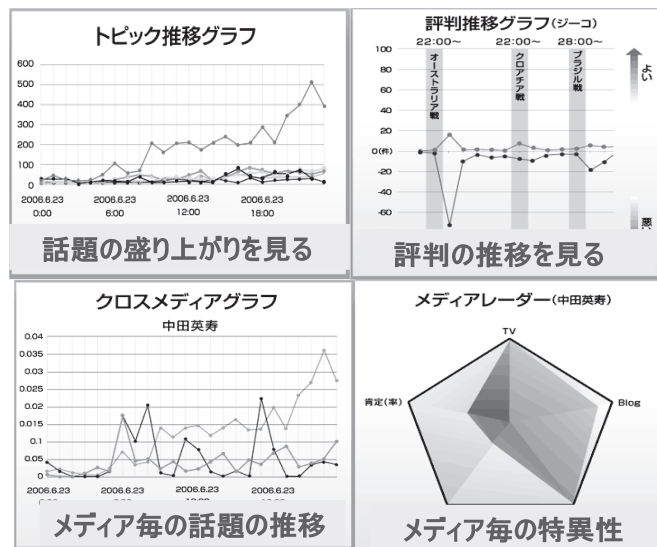 トピック推移グラフ
600
500
400
300
200
100
0
2006.6.23
0:00
2006.6.23
6:00
2006.6.23
12:00
2006.6.23
18:00
話題の盛り上がりを見る
評判推移グラフ(ジーコ)
22:00～
22:00～
28:00～
100
80
60
40
20
0(件)
-20
-40
-60
オーストラリア戦
クロアチア戦
ブラジル戦
よい
悪い
評判の推移を見る
クロスメディアグラフ
中田英寿
0.04
0.035
0.03
0.025
0.02
0.015
0.1
0.05
0
2006.6.23
2006.6.23
2006.6.23
2006.6.23
メディア毎の話題の推移
メディアレーダー(中田英寿)
TV
肯定(率)
Blog
メディア毎の特異性